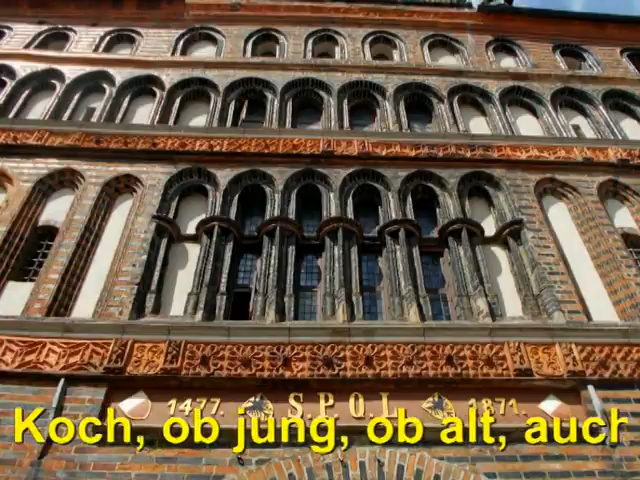 1477. S.P.Q.L. 1871.
Koch, ob jung, ob alt, auch